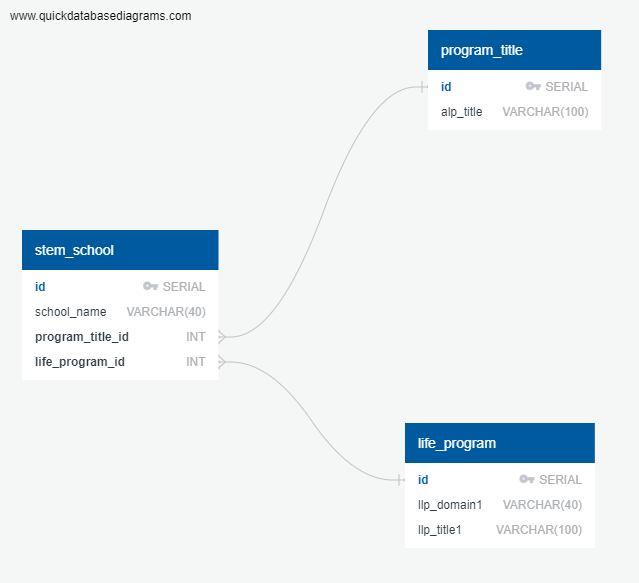 www.quickdatabasediagrams.com
program_title
id SERIAL
alp_title VARCHAR(100)
stem_school
id SERIAL
school_name VARCHAR(40)
program_title_id INT
life_program_id INT
life_program
id SERIAL
llp_domain1 VARCHAR(40)
llp_title1 VARCHAR(100)